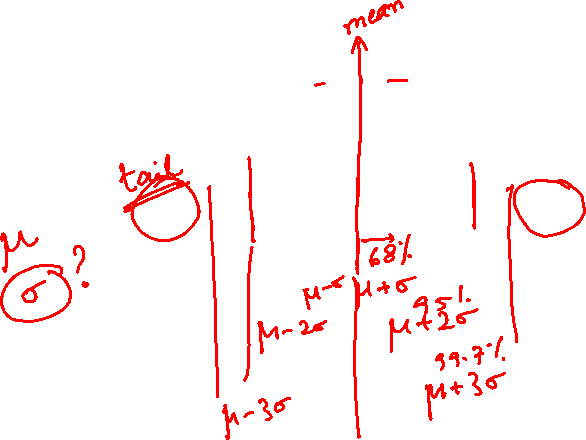 mean
tail
μ
σ ?
68%
μ-σ μ+σ
95%
μ-2σ μ+2σ
99.7%
μ-3σ μ+3σ